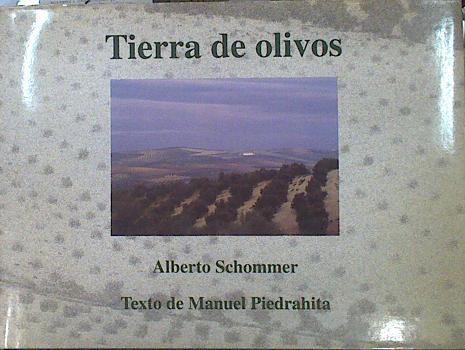 Tierra de olivos
Alberto Schommer
Texto de Manuel Piedrahita